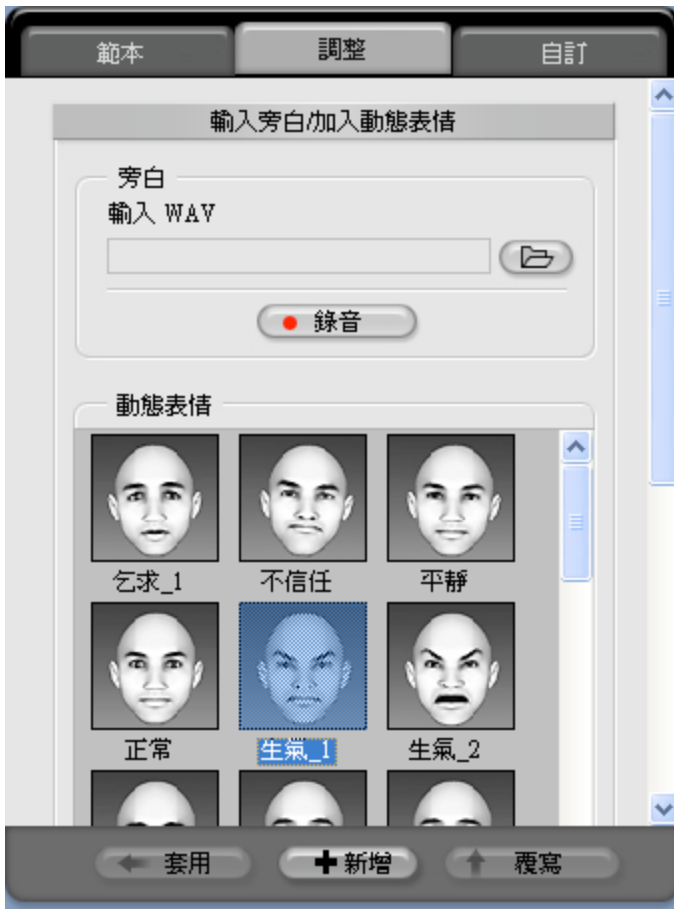 範本 調整 自訂
輸入旁白/加入動態表情
旁白
輸入 WAV
錄音
動態表情
乞求_1 不信任 平靜
正常 生氣_1 生氣_2
套用 新增 覆寫